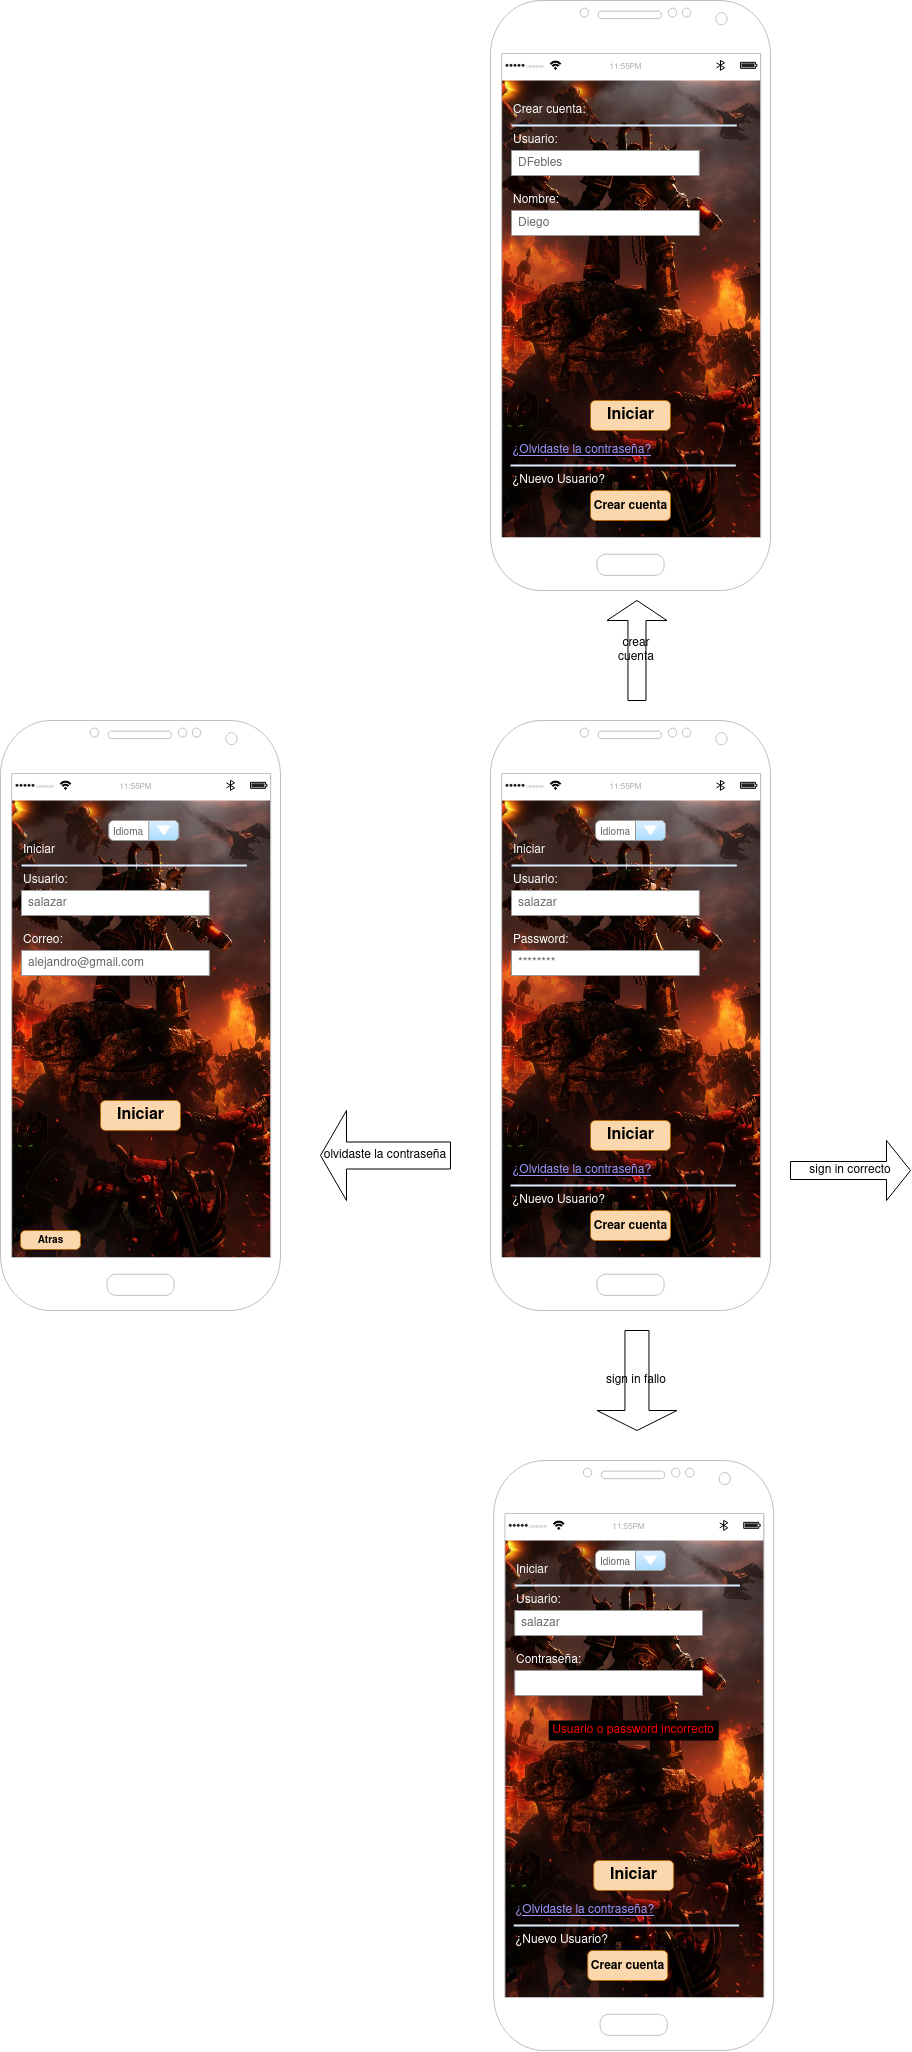 11:55PM
Crear cuenta:
Usuario:
DFebles
Nombre:
Diego
Iniciar
¿Olvidaste la contraseña?
¿Nuevo Usuario?
Crear cuenta
crear
cuenta
11:55PM
Idioma
Iniciar
Usuario:
salazar
Correo:
alejandro@gmail.com
Iniciar
Atras
olvidaste la contraseña
11:55PM
Idioma
Iniciar
Usuario:
salazar
Password:
********
Iniciar
¿Olvidaste la contraseña?
¿Nuevo Usuario?
Crear cuenta
sign in correcto
sign in fallo
11:55PM
Idioma
Iniciar
Usuario:
salazar
Contraseña:
Usuario o password incorrecto
Iniciar
¿Olvidaste la contraseña?
¿Nuevo Usuario?
Crear cuenta